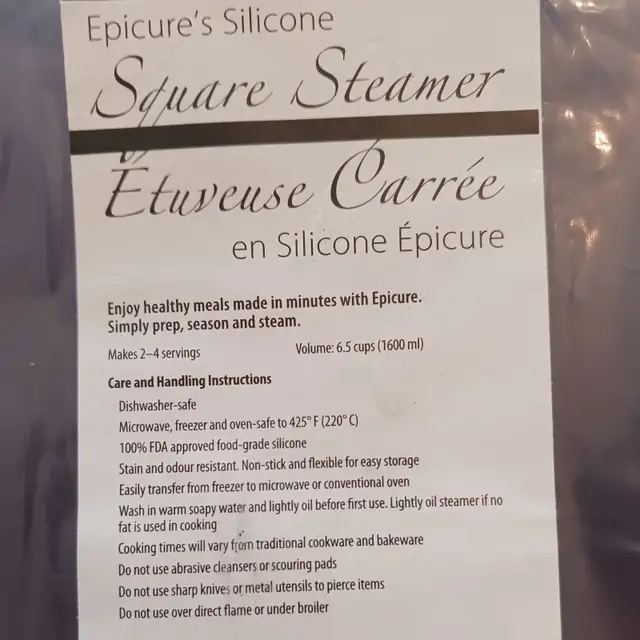 Epicure's Silicone
Square Steamer
Étuveuse Carrée
en Silicone Épicure
Enjoy healthy meals made in minutes with Epicure.
Simply prep, season and steam.
Makes 2–4 servings Volume: 6.5 cups (1600 ml)
Care and Handling Instructions
Dishwasher-safe
Microwave, freezer and oven-safe to 425° F (220° C)
100% FDA approved food-grade silicone
Stain and odour resistant. Non-stick and flexible for easy storage
Easily transfer from freezer to microwave or conventional oven
Wash in warm soapy water and lightly oil before first use. Lightly oil steamer if no
fat is used in cooking
Cooking times will vary from traditional cookware and bakeware
Do not use abrasive cleansers or scouring pads
Do not use sharp knives or metal utensils to pierce items
Do not use over direct flame or under broiler